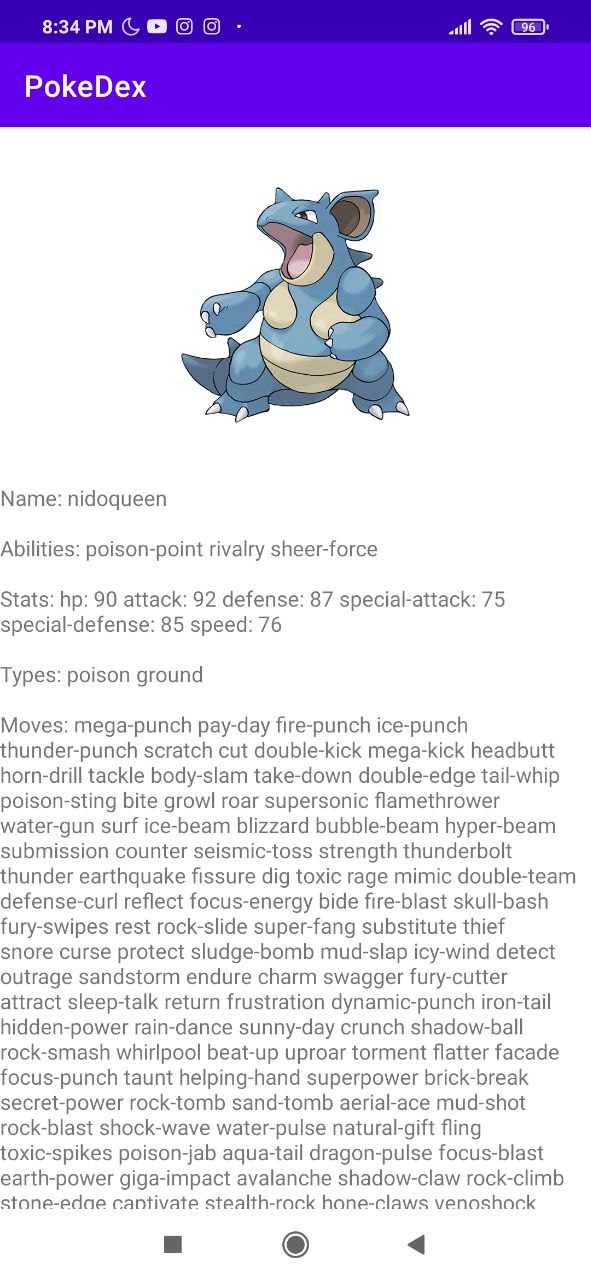 8:34 PM
96
PokeDex
Name: nidoqueen
Abilities: poison-point rivalry sheer-force
Stats: hp: 90 attack: 92 defense: 87 special-attack: 75
special-defense: 85 speed: 76
Types: poison ground
Moves: mega-punch pay-day fire-punch ice-punch
thunder-punch scratch cut double-kick mega-kick headbutt
horn-drill tackle body-slam take-down double-edge tail-whip
poison-sting bite growl roar supersonic flamethrower
water-gun surf ice-beam blizzard bubble-beam hyper-beam
submission counter seismic-toss strength thunderbolt
thunder earthquake fissure dig toxic rage mimic double-team
defense-curl reflect focus-energy bide fire-blast skull-bash
fury-swipes rest rock-slide super-fang substitute thief
snore curse protect sludge-bomb mud-slap icy-wind detect
outrage sandstorm endure charm swagger fury-cutter
attract sleep-talk return frustration dynamic-punch iron-tail
hidden-power rain-dance sunny-day crunch shadow-ball
rock-smash whirlpool beat-up uproar torment flatter facade
focus-punch taunt helping-hand superpower brick-break
secret-power rock-tomb sand-tomb aerial-ace mud-shot
rock-blast shock-wave water-pulse natural-gift fling
toxic-spikes poison-jab aqua-tail dragon-pulse focus-blast
earth-power giga-impact avalanche shadow-claw rock-climb
stone-edge captivate stealth-rock hone-claws venoshock